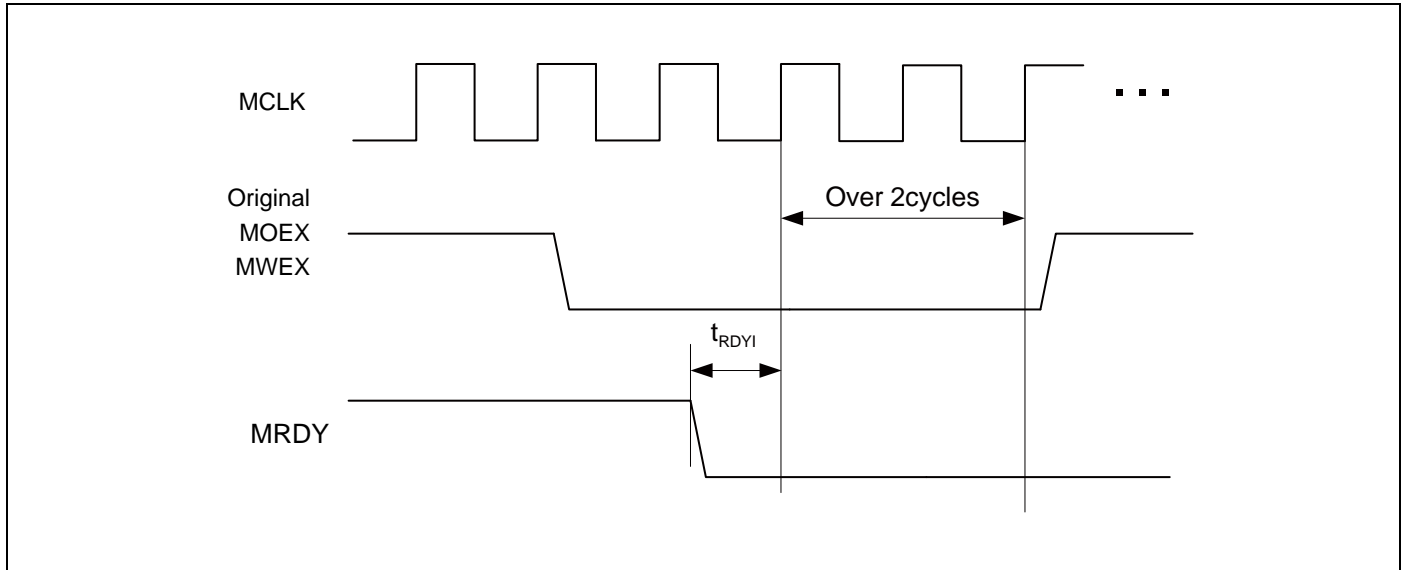 MCLK
Original
MOEX
MWEX
Over 2cycles
tRDYI
MRDY